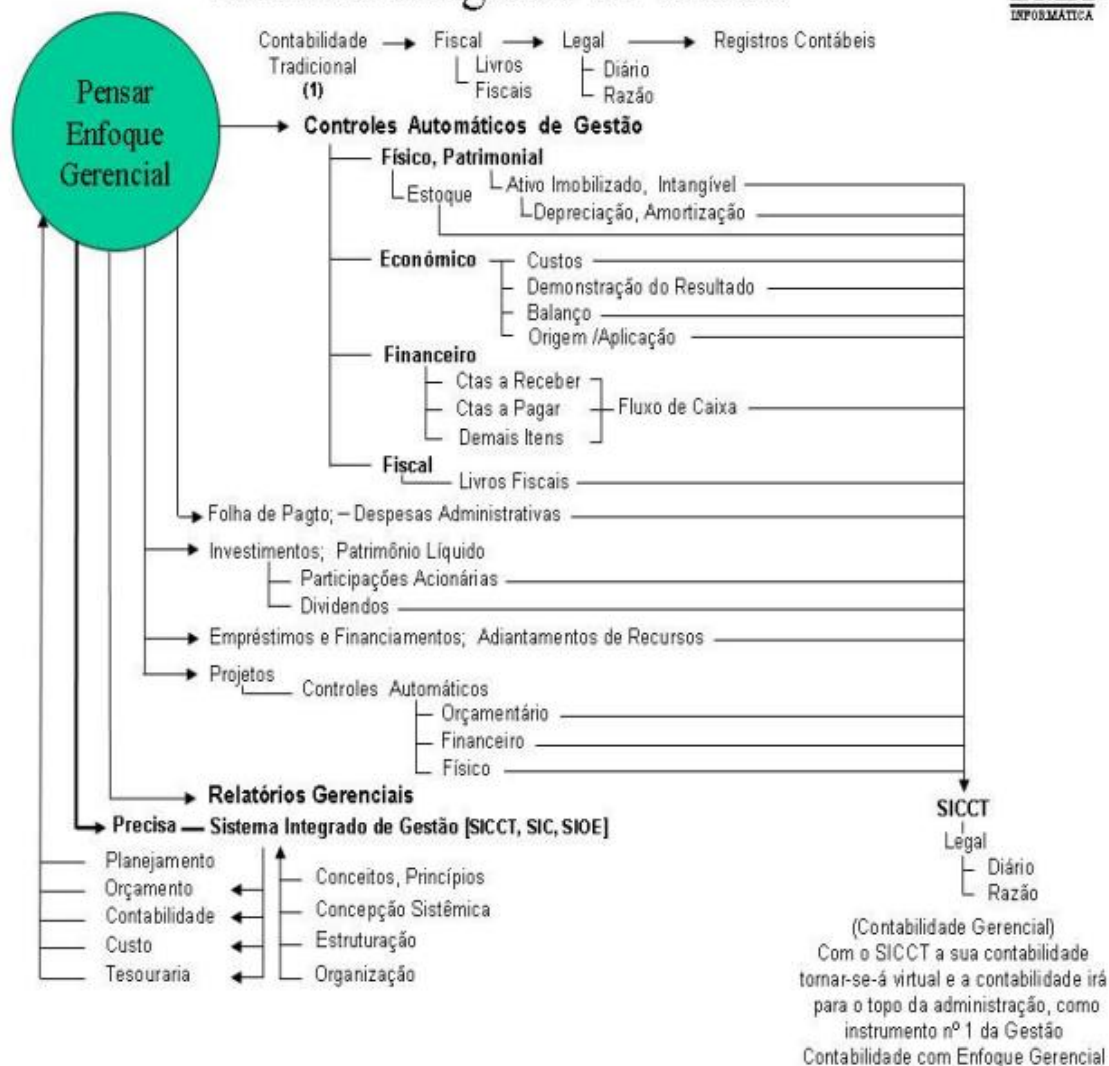 INFORMÁTICA
Contabilidade → Fiscal → Legal → Registros Contábeis
Tradicional
(1)
Livros
Fiscais
Diário
Razão
Pensar
Enfoque
Gerencial
Controles Automáticos de Gestão
Físico, Patrimonial
Ativo Imobilizado, Intangível
Estoque
Depreciação, Amortização
Económico
Custos
Demonstração do Resultado
Balanço
Origem /Aplicação
Financeiro
Ctas a Receber
Ctas a Pagar
Demais Itens
Fluxo de Caixa
Fiscal
Livros Fiscais
Folha de Pagto; – Despesas Administrativas
Investimentos; Patrimônio Líquido
Participações Acionárias
Dividendos
Empréstimos e Financiamentos; Adiantamentos de Recursos
Projetos
Controles Automáticos
Orçamentário
Financeiro
Físico
Relatórios Gerenciais
Precisa — Sistema Integrado de Gestão [SICCT, SIC, SIOE]
Planejamento
Orçamento
Contabilidade
Custo
Tesouraria
Conceitos, Princípios
Concepção Sistêmica
Estruturação
Organização
SICCT
Legal
Diário
Razão
(Contabilidade Gerencial)
Com o SICCT a sua contabilidade
tornar-se-á virtual e a contabilidade irá
para o topo da administração, como
instrumento nº 1 da Gestão
Contabilidade com Enfoque Gerencial